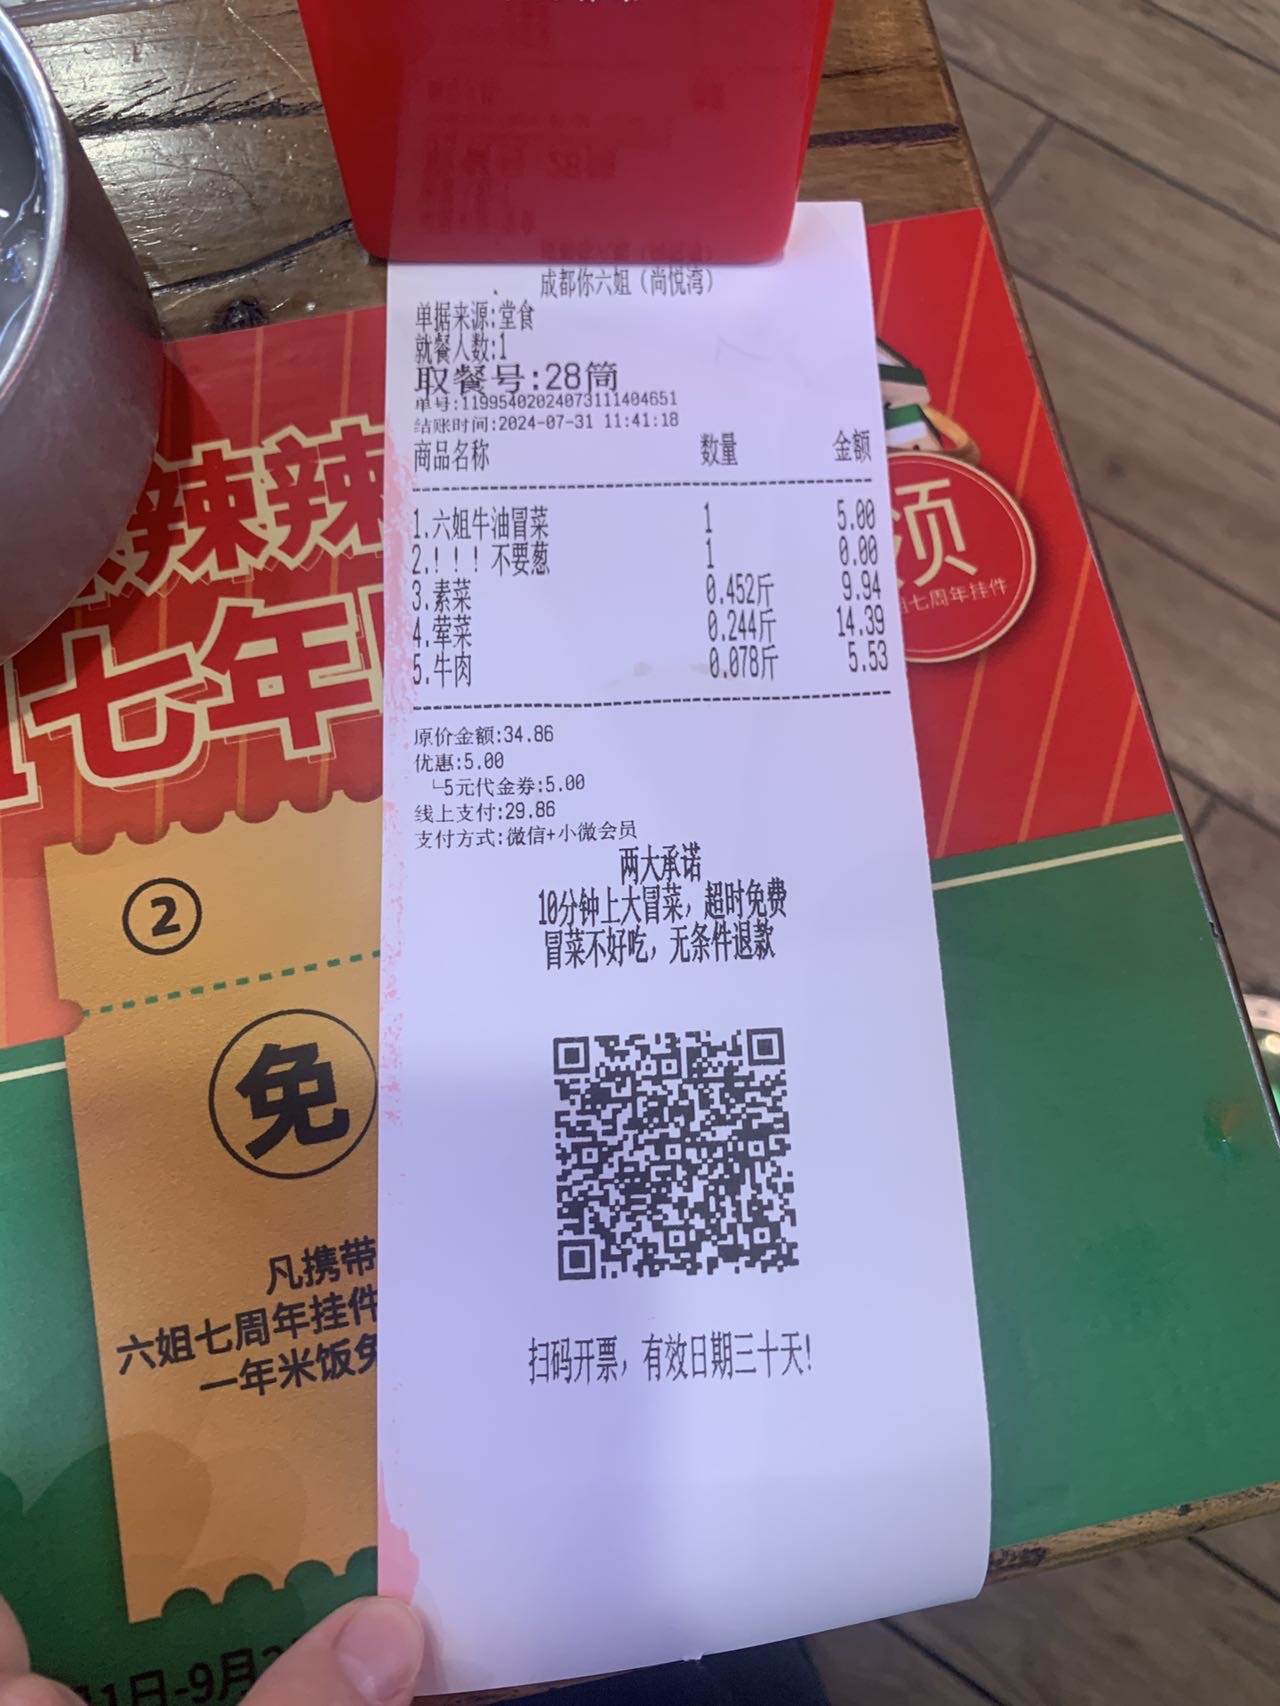 成都你六姐（尚悦湾）
单据来源:堂食
就餐人数:1
取餐号:28筒
单号:11995402024073111404651
结账时间:2024-07-31 11:41:18
商品名称 数量 金额
1.六姐牛油冒菜 1 5.00
2.！！！不要葱 1 0.00
3.素菜 0.452斤 9.94
4.荤菜 0.244斤 14.39
5.牛肉 0.078斤 5.53
原价金额:34.86
优惠:5.00
└5元代金券:5.00
线上支付:29.86
支付方式:微信+小微会员
两大承诺
10分钟上大冒菜，超时免费
冒菜不好吃，无条件退款
扫码开票，有效日期三十天！
辣辣
七年
②
免
凡携带
六姐七周年挂件
一年米饭免
1日-9月
领
七周年挂件